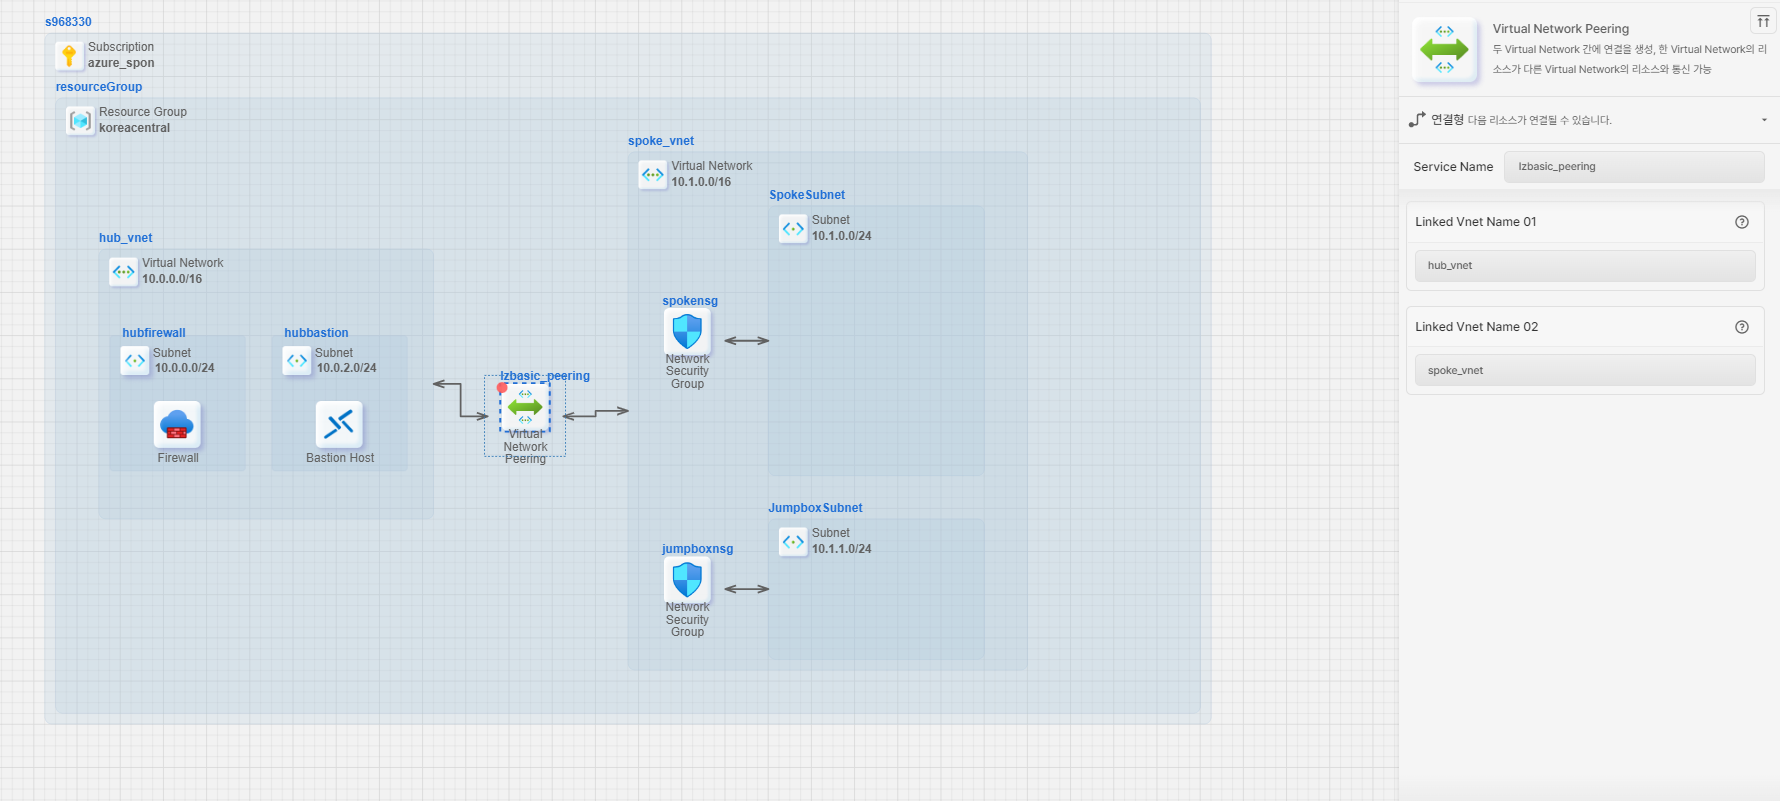 s968330
Subscription
azure_spon
resourceGroup
Resource Group
koreacentral
hub_vnet
Virtual Network
10.0.0.0/16
hubfirewall
Subnet
10.0.0.0/24
Firewall
hubbastion
Subnet
10.0.2.0/24
Bastion Host
lzbasic_peering
Virtual
Network
Peering
spoke_vnet
Virtual Network
10.1.0.0/16
SpokeSubnet
Subnet
10.1.0.0/24
spokensg
Network
Security
Group
JumpboxSubnet
Subnet
10.1.1.0/24
jumpboxnsg
Network
Security
Group
Virtual Network Peering
두 Virtual Network 간에 연결을 생성, 한 Virtual Network의 리
소스가 다른 Virtual Network의 리소스와 통신 가능
연결형 다음 리소스가 연결될 수 있습니다.
Service Name
lzbasic_peering
Linked Vnet Name 01
hub_vnet
Linked Vnet Name 02
spoke_vnet